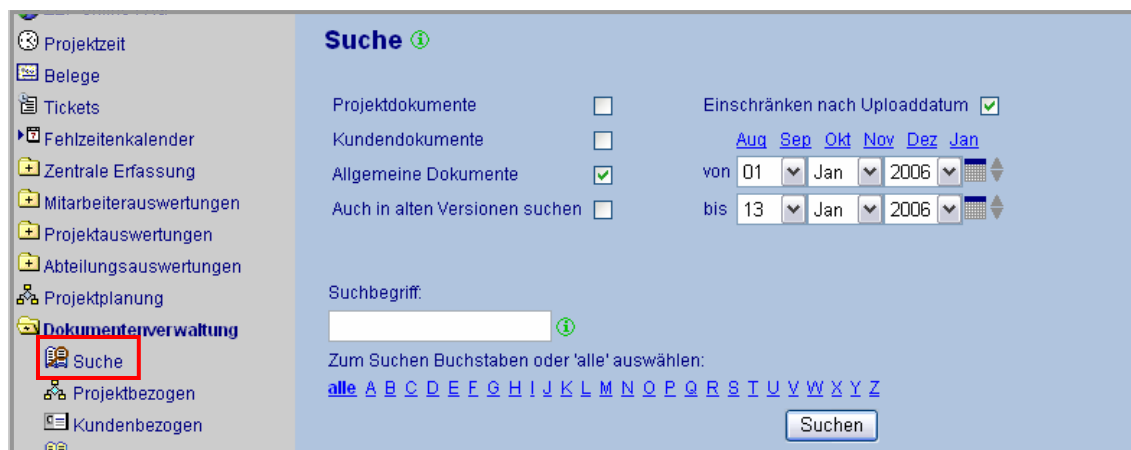 Projektzeit
Belege
Tickets
Fehlzeitenkalender
Zentrale Erfassung
Mitarbeiterauswertungen
Projektauswertungen
Abteilungsauswertungen
Projektplanung
Dokumentenverwaltung
Suche
Projektbezogen
Kundenbezogen
Suche
Projektdokumente
Kundendokumente
Allgemeine Dokumente
Auch in alten Versionen suchen
Einschränken nach Uploaddatum
Aug Sep Okt Nov Dez Jan
von 01 Jan 2006
bis 13 Jan 2006
Suchbegriff:
Zum Suchen Buchstaben oder 'alle' auswählen:
alle A B C D E F G H I J K L M N O P Q R S T U V W X Y Z
Suchen